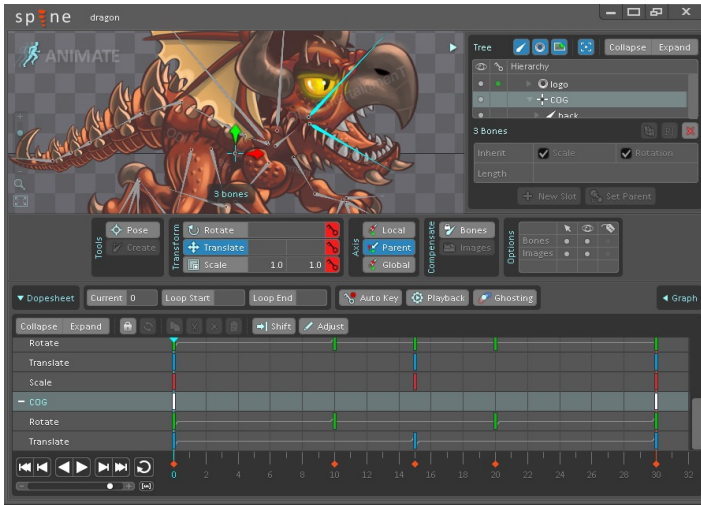 spine dragon
ANIMATE
3 bones
Tree Collapse Expand
Hierarchy
logo
COG
back
3 Bones
Inherit Scale Rotation
Length
+ New Slot Set Parent
Tools
Pose
Create
Transform
Rotate
Translate
Scale 1.0 1.0
Axis
Local
Parent
Global
Compensate
Bones
Images
Options
Bones
Images
Dopesheet Current 0 Loop Start Loop End Auto Key Playback Ghosting Graph
Collapse Expand Shift Adjust
Rotate
Translate
Scale
COG
Rotate
Translate
0 2 4 6 8 10 12 14 16 18 20 22 24 26 28 30 32